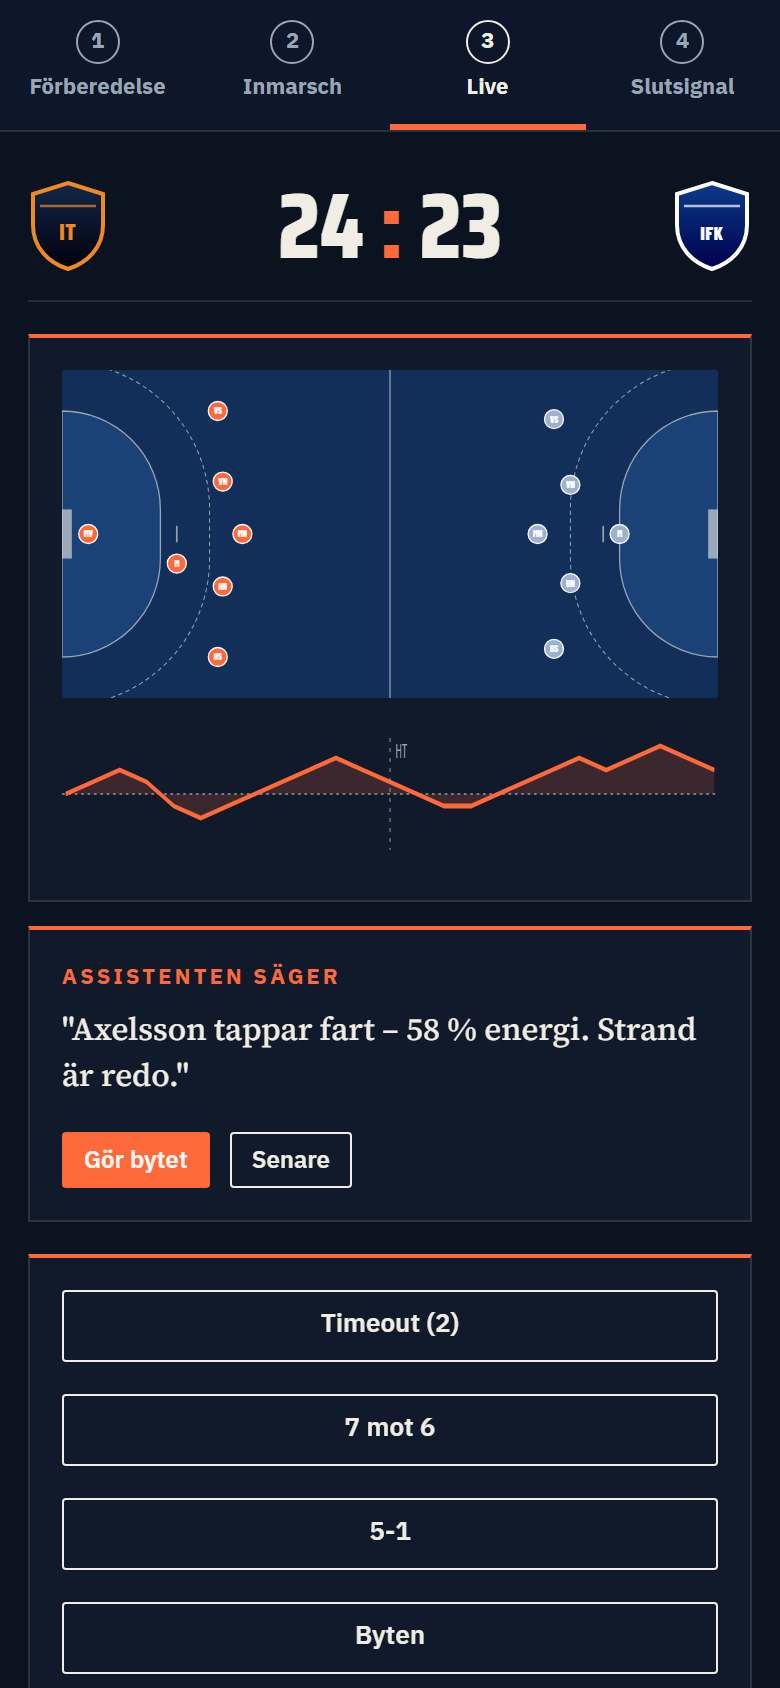 1
Förberedelse
2
Inmarsch
3
Live
4
Slutsignal
IT
24 : 23
IFK
HT
ASSISTENTEN SÄGER
"Axelsson tappar fart – 58 % energi. Strand
är redo."
Gör bytet
Senare
Timeout (2)
7 mot 6
5-1
Byten